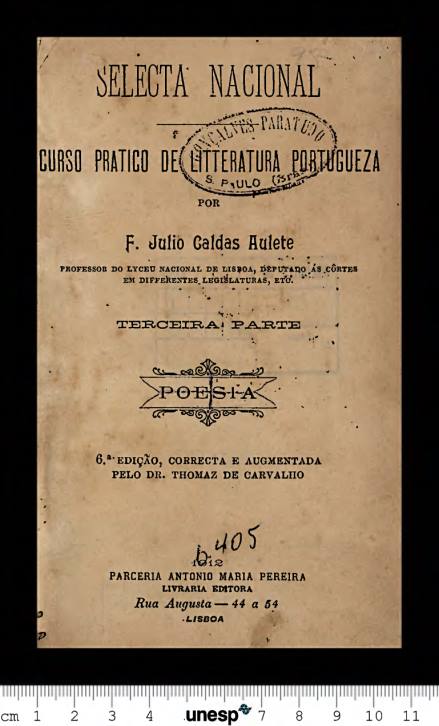 SELECTA NACIONAL
CURSO PRATICO DE LITTERATURA PORTUGUEZA
GONÇALVES-PARATUDO
S. PAULO
POR
F. Julio Caldas Aulete
PROFESSOR DO LYCEU NACIONAL DE LISBOA, DEPUTADO ÁS CÔRTES
EM DIFFERENTES LEGISLATURAS, ETC.
TERCEIRA PARTE
POESIA
6.ª EDIÇÃO, CORRECTA E AUGMENTADA
PELO DR. THOMAZ DE CARVALHO
405
1912
PARCERIA ANTONIO MARIA PEREIRA
LIVRARIA EDITORA
Rua Augusta — 44 a 54
LISBOA
cm 1 2 3 4 unesp 7 8 9 10 11